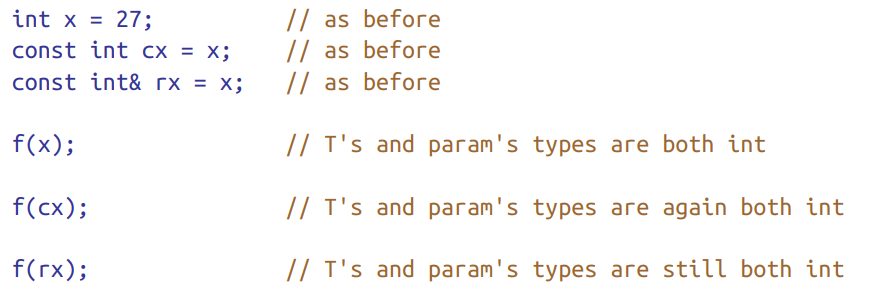 int x = 27;          // as before
const int cx = x;    // as before
const int& rx = x;   // as before
f(x);                // T's and param's types are both int
f(cx);               // T's and param's types are again both int
f(rx);               // T's and param's types are still both int